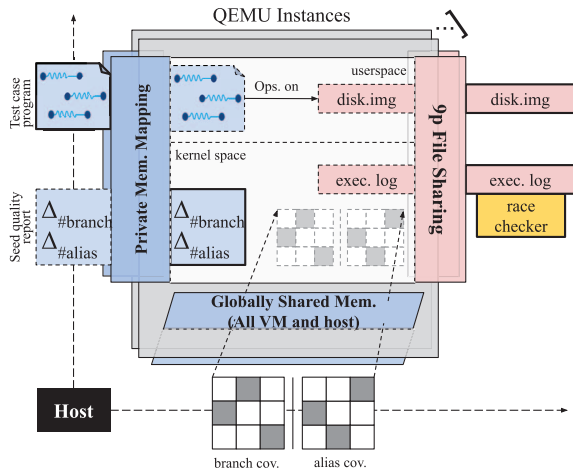 QEMU Instances
...
Test case
program
Private Mem. Mapping
Ops. on
userspace
disk.img
9p File Sharing
disk.img
kernel space
exec. log
exec. log
race
checker
Seed quality
report
Δ#branch
Δ#alias
Δ#branch
Δ#alias
Globally Shared Mem.
(All VM and host)
Host
branch cov.
alias cov.